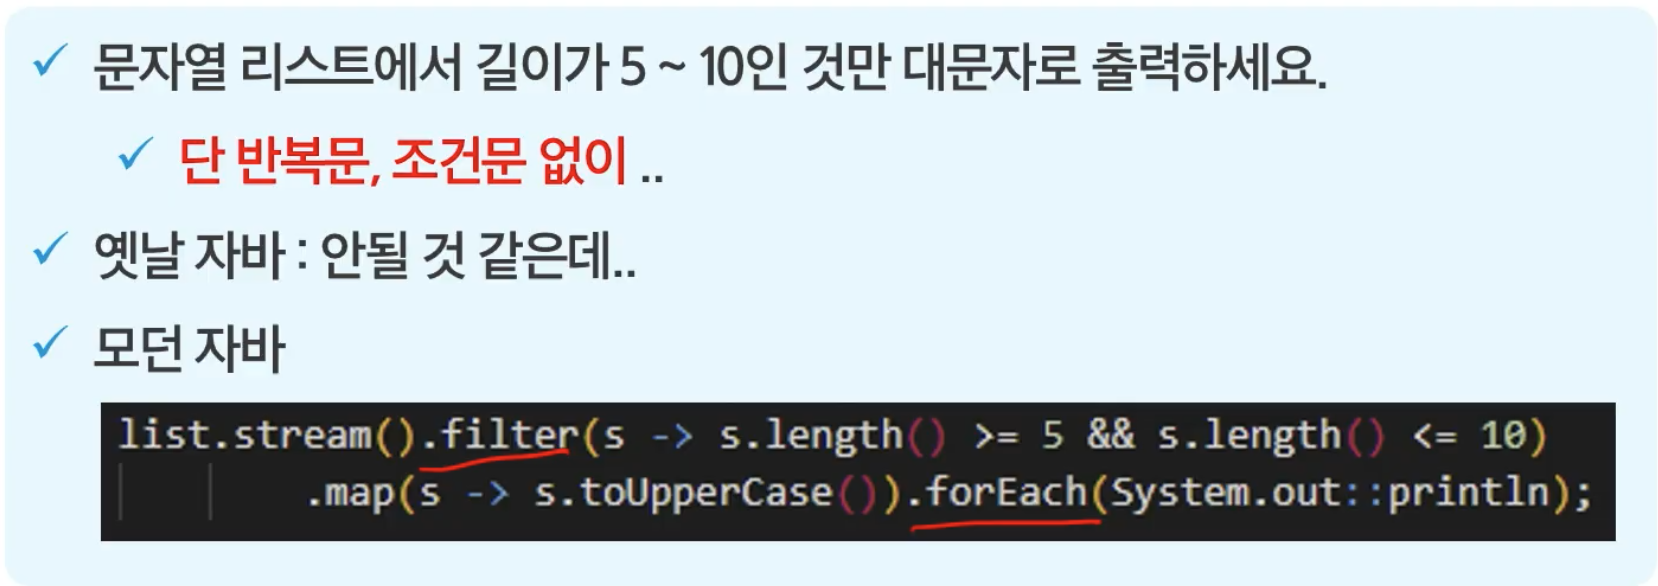 문자열 리스트에서 길이가 5 ~ 10인 것만 대문자로 출력하세요.
단 반복문, 조건문 없이 ..
옛날 자바 : 안될 것 같은데..
모던 자바
list.stream().filter(s -> s.length() >= 5 && s.length() <= 10)
.map(s -> s.toUpperCase()).forEach(System.out::println);